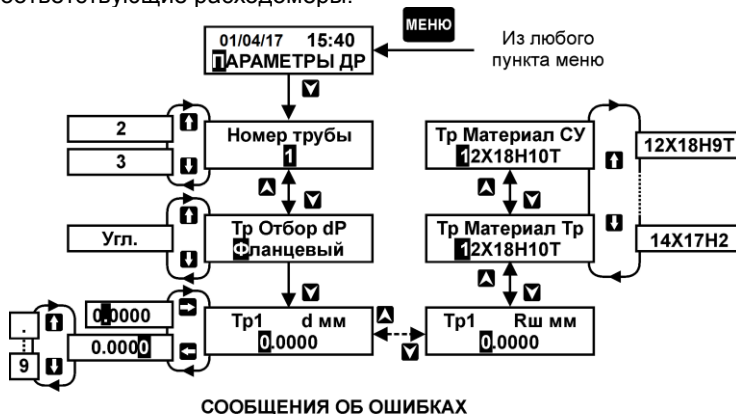 соответствующие расходомеры.
МЕНЮ
01/04/17 15:40
ПАРАМЕТРЫ ДР
Из любого
пункта меню
2
3
Номер трубы
1
Тр Материал СУ
12Х18Н10Т
12Х18Н9Т
Угл.
Тр Отбор dP
Фланцевый
Тр Материал Тр
12Х18Н10Т
14Х17Н2
0.0000
0.0000
.
9
Тр1 d мм
0.0000
Тр1 Rш мм
0.0000
СООБЩЕНИЯ ОБ ОШИБКАХ